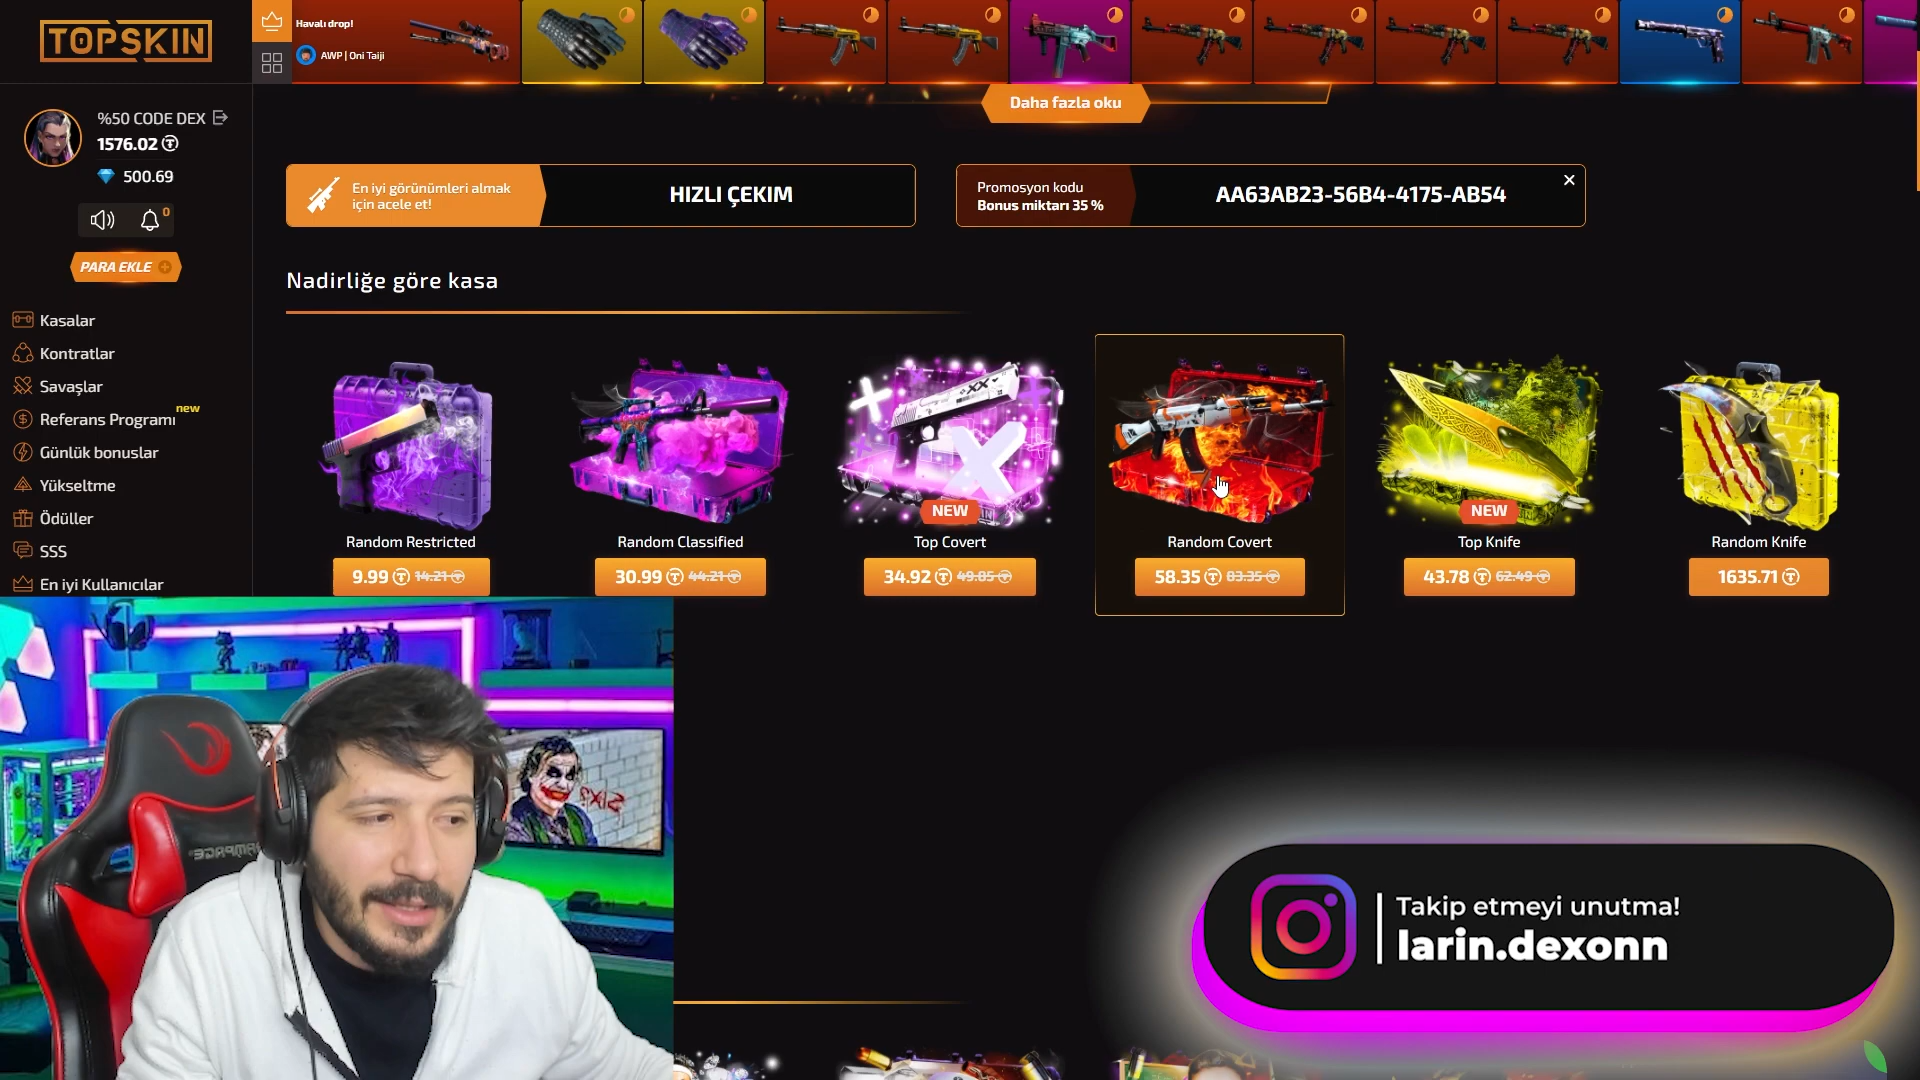 TOPSKIN
Havalı drop!
AWP | Oni Taiji
%50 CODE DEX
1576.02
500.69
0
PARA EKLE
Kasalar
Kontratlar
Savaşlar
Referans Programı new
Günlük bonuslar
Yükseltme
Ödüller
SSS
En iyi Kullanıcılar
Daha fazla oku
En iyi görünümleri almak
için acele et!
HIZLI ÇEKIM
Promosyon kodu
Bonus miktarı 35 %
AA63AB23-56B4-4175-AB54
Nadirliğe göre kasa
NEW
NEW
Random Restricted
Random Classified
Top Covert
Random Covert
Top Knife
Random Knife
9.99 14.21
30.99 44.21
34.92 49.85
58.35 83.35
43.78 62.49
1635.71
Takip etmeyi unutma!
larin.dexonn